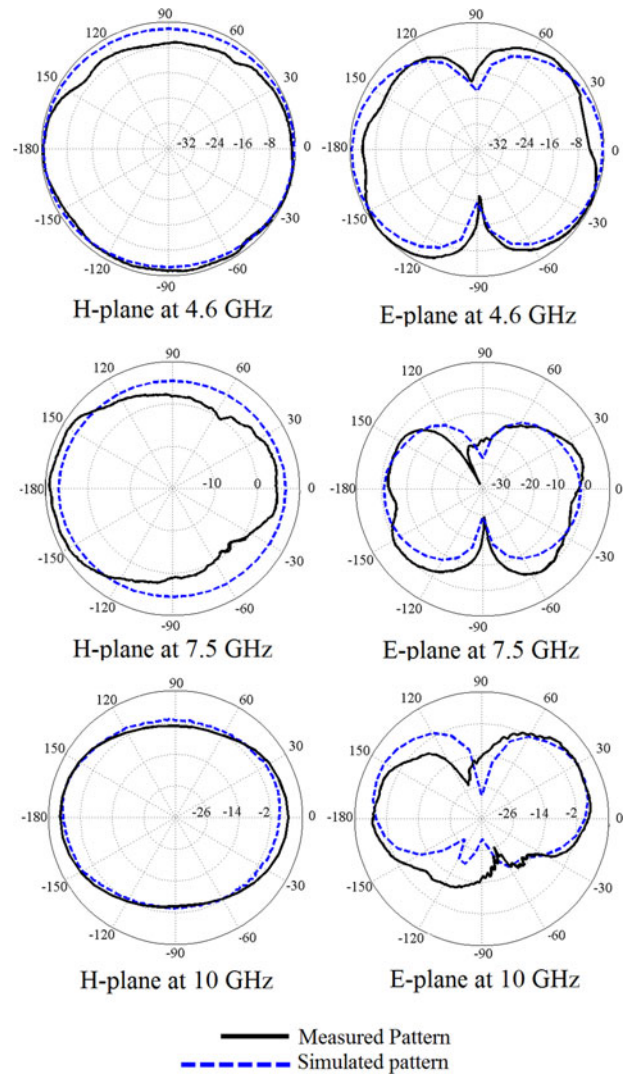 90
120 60
150 30
-180 -32 -24 -16 -8 0
-150 -30
-120 -60
-90
H-plane at 4.6 GHz
90
120 60
150 30
-180 -32 -24 -16 -8 0
-150 -30
-120 -60
-90
E-plane at 4.6 GHz
90
120 60
150 30
-180 -10 0 0
-150 -30
-120 -60
-90
H-plane at 7.5 GHz
90
120 60
150 30
-180 -30 -20 -10 0 0
-150 -30
-120 -60
-90
E-plane at 7.5 GHz
90
120 60
150 30
-180 -26 -14 -2 0
-150 -30
-120 -60
-90
H-plane at 10 GHz
90
120 60
150 30
-180 -26 -14 -2 0
-150 -30
-120 -60
-90
E-plane at 10 GHz
Measured Pattern
Simulated pattern